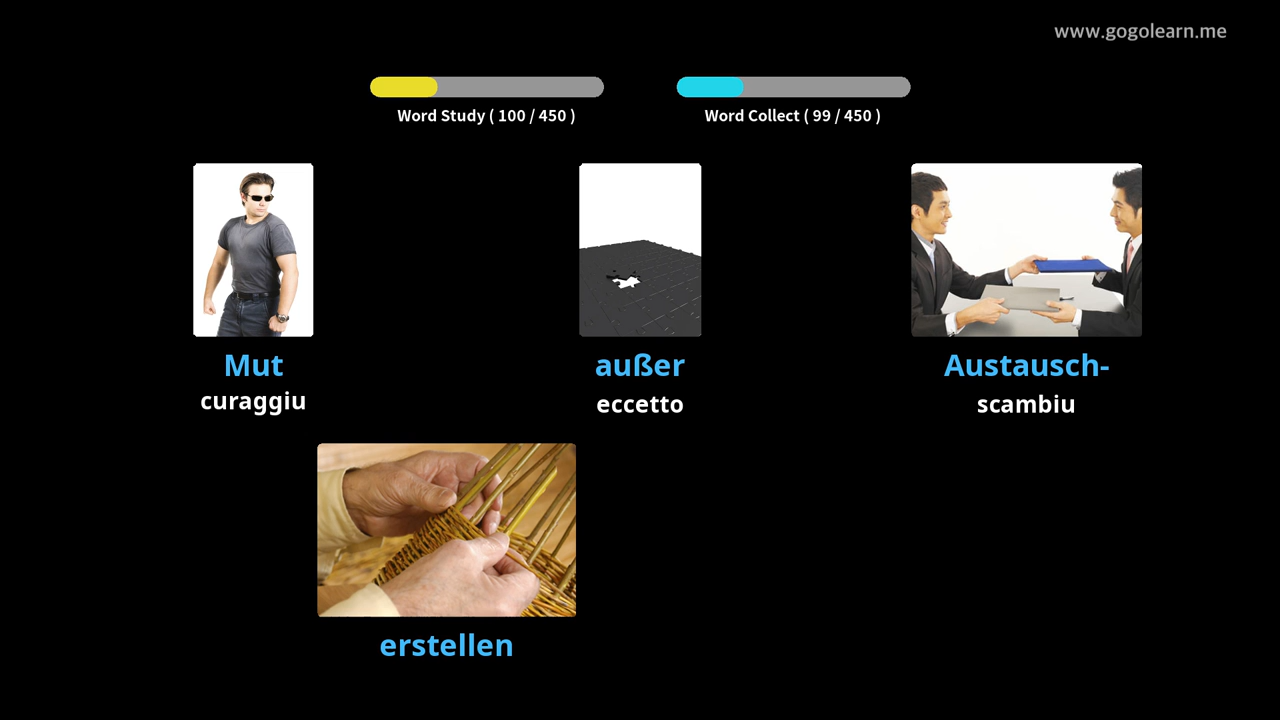 www.gogolearn.me
Word Study ( 100 / 450 )
Word Collect ( 99 / 450 )
Mut
curaggiu
außer
eccetto
Austausch-
scambiu
erstellen